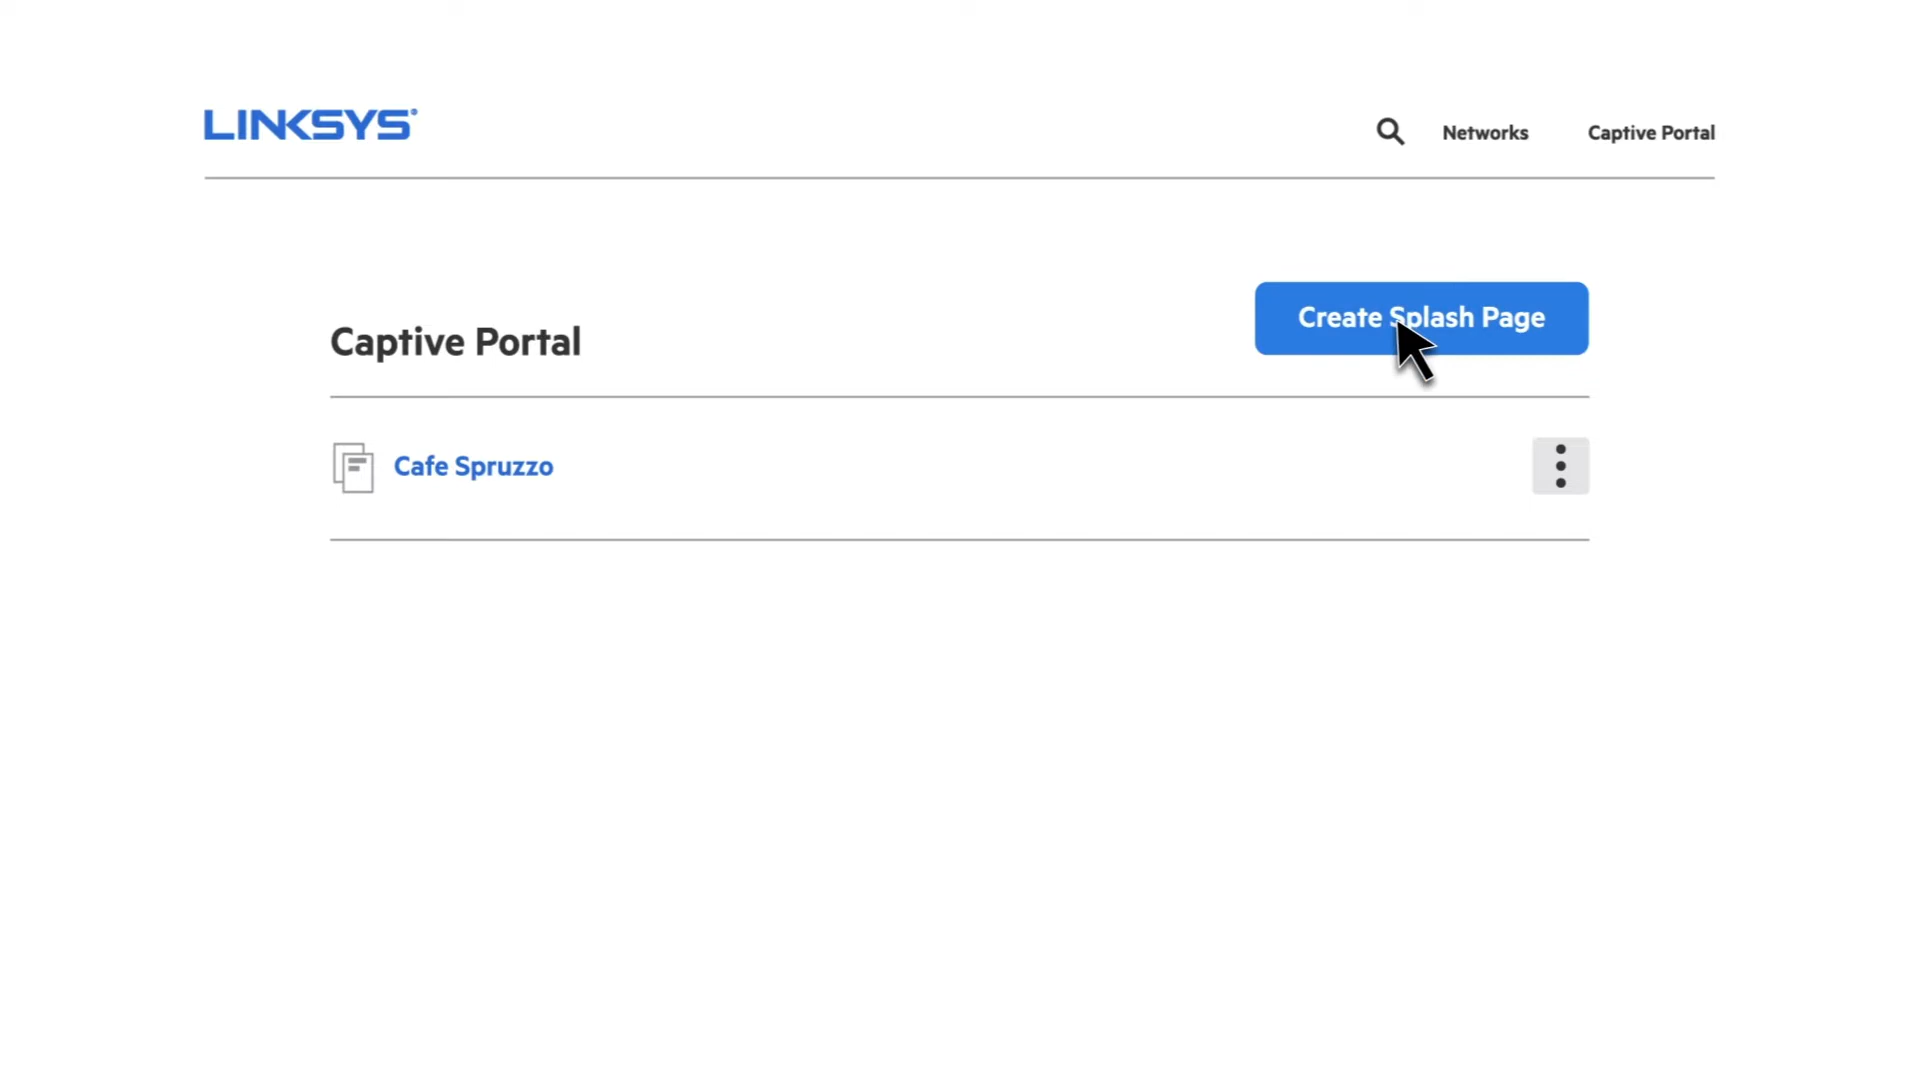 LINKSYS®
Networks
Captive Portal
Create Splash Page
Captive Portal
Cafe Spruzzo